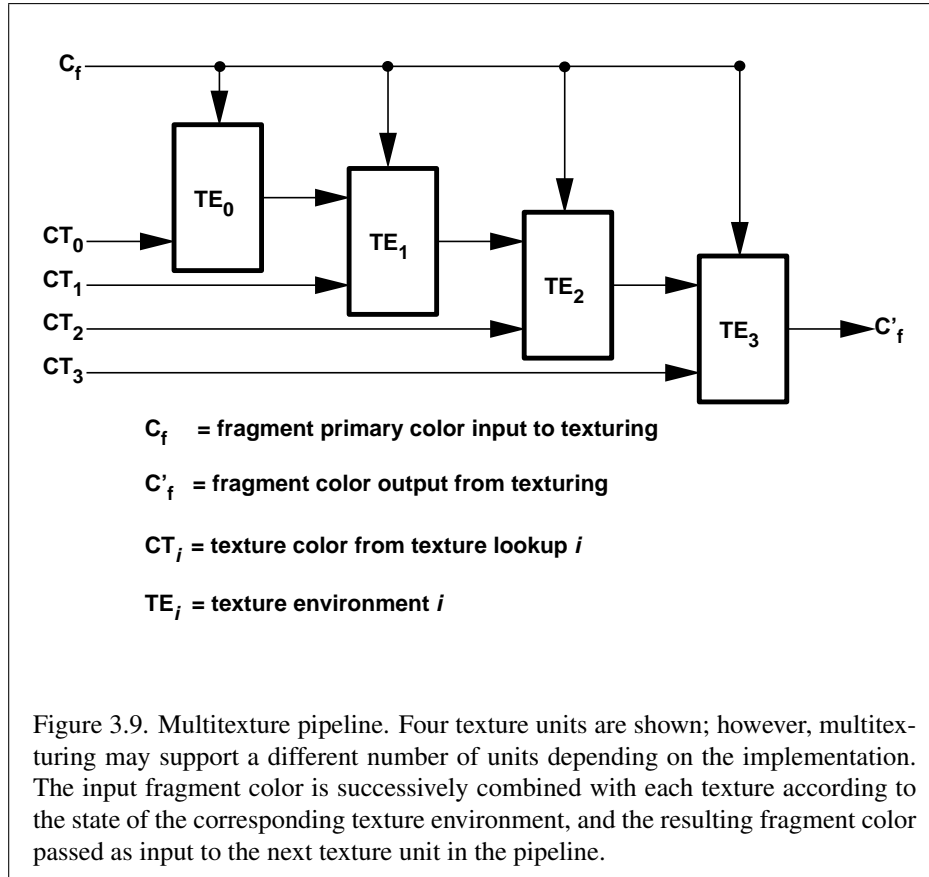 C_f
TE_0
CT_0
TE_1
CT_1
TE_2
CT_2
TE_3
C'_f
CT_3
C_f = fragment primary color input to texturing
C'_f = fragment color output from texturing
CT_i = texture color from texture lookup i
TE_i = texture environment i
Figure 3.9. Multitexture pipeline. Four texture units are shown; however, multitex-
turing may support a different number of units depending on the implementation.
The input fragment color is successively combined with each texture according to
the state of the corresponding texture environment, and the resulting fragment color
passed as input to the next texture unit in the pipeline.